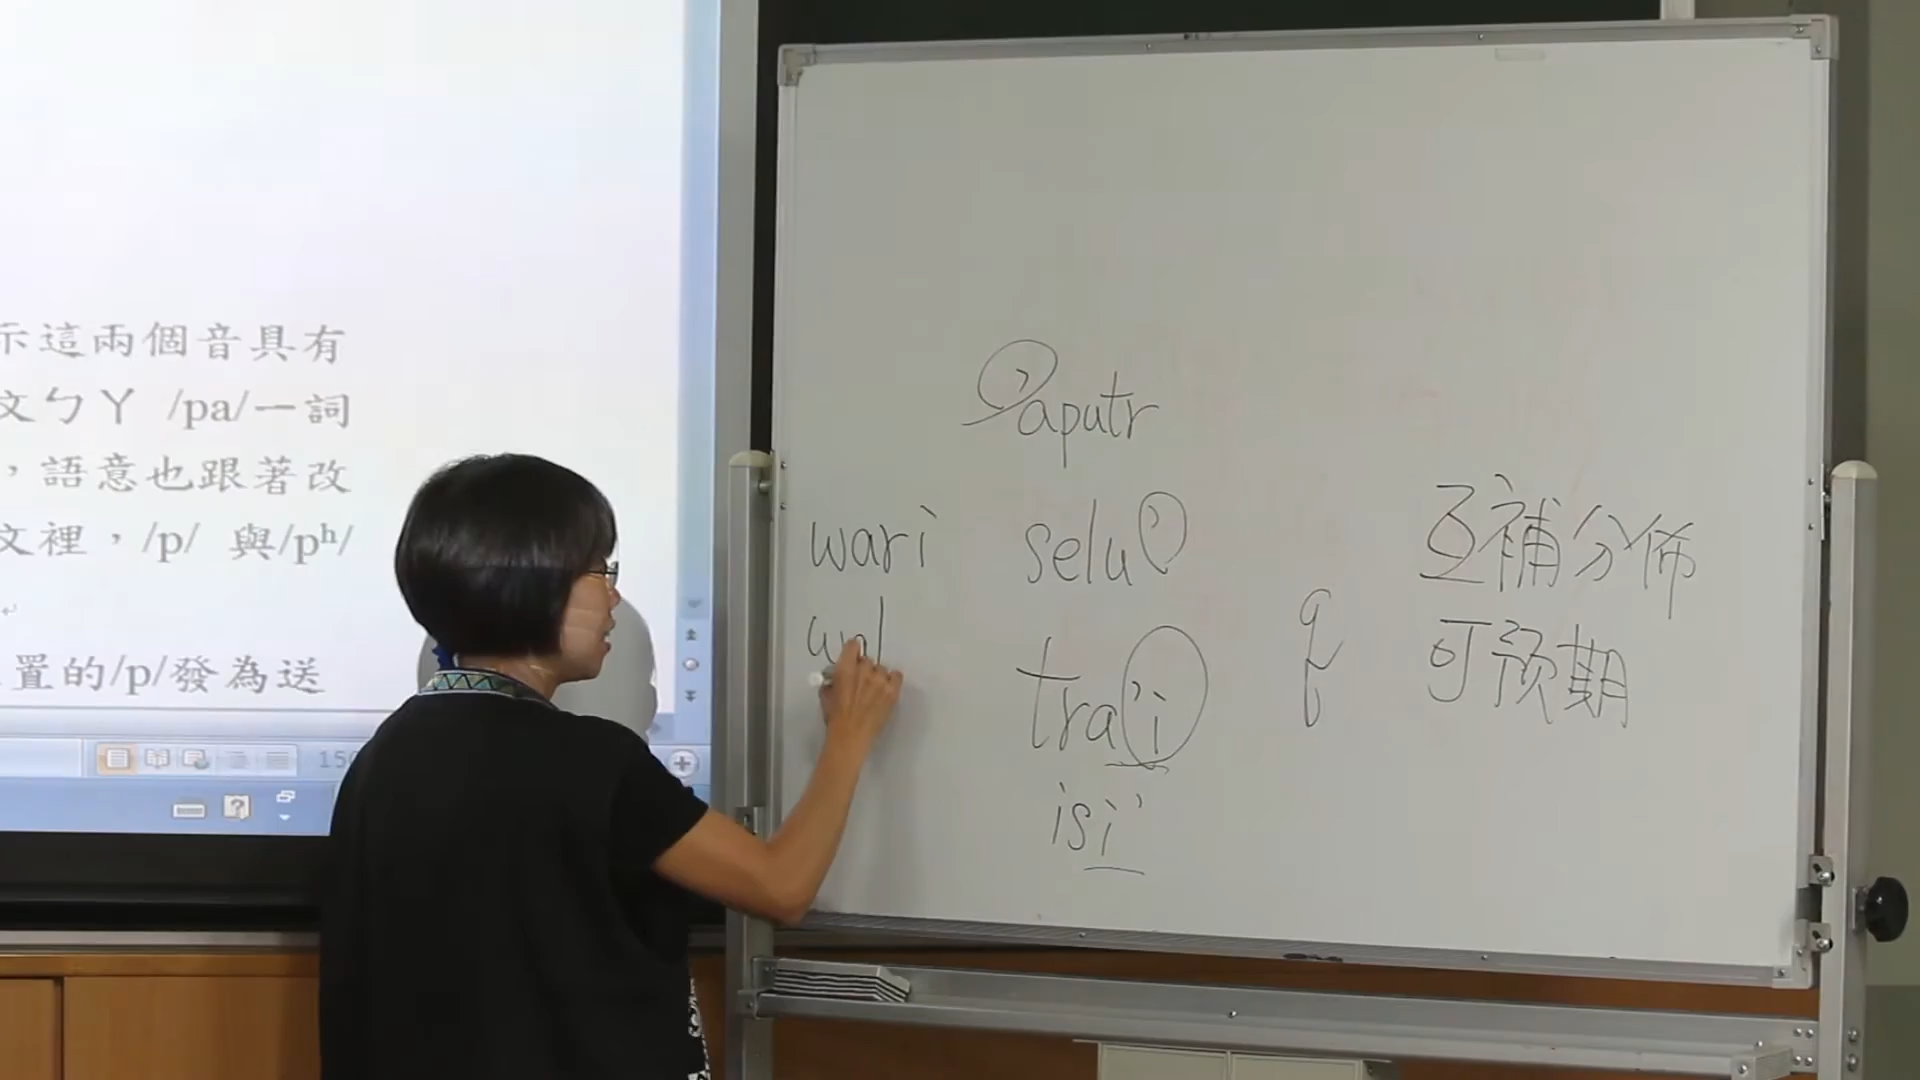 示這兩個音具有
文ㄅㄚ /pa/一詞
，語意也跟著改
文裡，/p/ 與/pʰ/
置的/p/發為送
150
'aputr
wari
selu'
tra'i
isi'
互補分佈
可預期